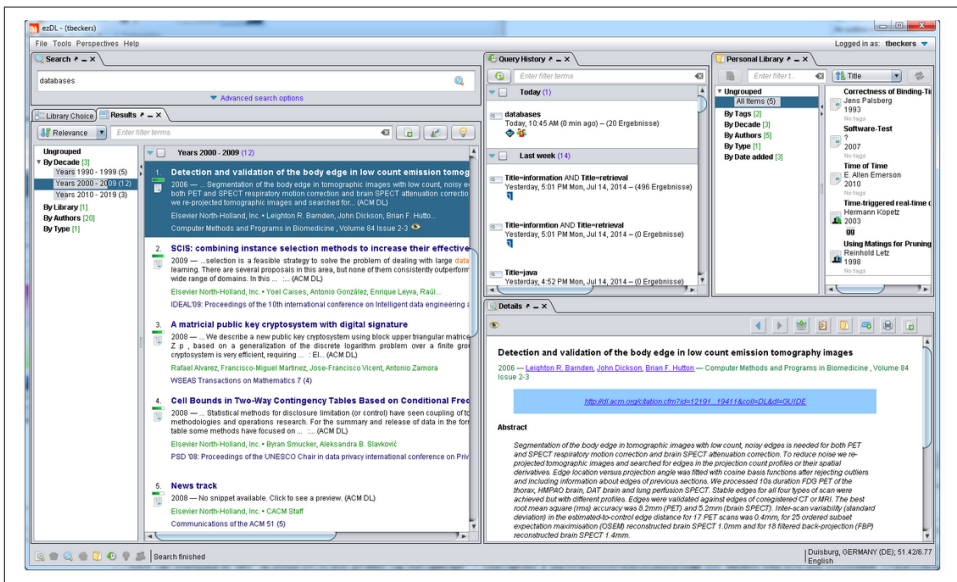 ezDL - (tbeckers)
File Tools Perspectives Help
Logged in as: tbeckers
Search
databases
Advanced search options
Library Choice
Results
Relevance
Enter filter terms
Ungrouped
By Decade [3]
Years 1990 - 1999 (5)
Years 2000 - 2009 (12)
Years 2010 - 2019 (3)
By Library [1]
By Authors [20]
By Type [1]
Years 2000 - 2009 (12)
1. Detection and validation of the body edge in low count emission tomog
2006 — ... Segmentation of the body edge in tomographic images with low count, noisy e
both PET and SPECT respiratory motion correction and brain SPECT attenuation correctio
we re-projected tomographic images and searched for... (ACM DL)
Elsevier North-Holland, Inc. • Leighton R. Barnden, John Dickson, Brian F. Hutto...
Computer Methods and Programs in Biomedicine , Volume 84 Issue 2-3
2. SCIS: combining instance selection methods to increase their effective
2009 — ...selection is a feasible strategy to solve the problem of dealing with large data
learning. There are several proposals in this area, but none of them consistently outperform
wide range of domains. In this ... :... (ACM DL)
Elsevier North-Holland, Inc. • Yoel Caises, Antonio González, Enrique Leyva, Raúl...
IDEAL'09: Proceedings of the 10th international conference on Intelligent data engineering a
3. A matricial public key cryptosystem with digital signature
2008 — ...We describe a new public key cryptosystem using block upper triangular matrice
Z p , based on a generalization of the discrete logarithm problem over a finite grou
cryptosystem is very efficient, requiring ... : El... (ACM DL)
Rafael Alvarez, Francisco-Miguel Martinez, Jose-Francisco Vicent, Antonio Zamora
WSEAS Transactions on Mathematics 7 (4)
4. Cell Bounds in Two-Way Contingency Tables Based on Conditional Frec
2008 — ... Statistical methods for disclosure limitation (or control) have seen coupling of to
methodologies and operations research. For the summary and release of data in the form
table some methods have focused on ... :... (ACM DL)
Elsevier North-Holland, Inc. • Byran Smucker, Aleksandra B. Slavković
PSD '08: Proceedings of the UNESCO Chair in data privacy international conference on Priv
5. News track
2008 — No snippet available. Click to see a preview. (ACM DL)
Elsevier North-Holland, Inc. • CACM Staff
Communications of the ACM 51 (5)
Query History
Enter filter terms
Today (1)
databases
Today, 10:45 AM (0 min ago) – (20 Ergebnisse)
Last week (14)
Title=information AND Title=retrieval
Yesterday, 5:01 PM Mon, Jul 14, 2014 – (496 Ergebnisse)
Title=informtion AND Title=retrieval
Yesterday, 5:01 PM Mon, Jul 14, 2014 – (0 Ergebnisse)
Title=java
Yesterday, 4:52 PM Mon, Jul 14, 2014 – (0 Ergebnisse)
Personal Library
Enter filter t...
Title
Ungrouped
All Items (5)
By Tags [2]
By Decade [3]
By Authors [5]
By Type [1]
By Date added [3]
Correctness of Binding-Ti
Jens Palsberg
1993
No tags
Software-Test
?
2007
No tags
Time of Time
E. Allen Emerson
2010
No tags
Time-triggered real-time c
Hermann Kopetz
2003
gg
Using Matings for Pruning
Reinhold Letz
1998
No tags
Details
Detection and validation of the body edge in low count emission tomography images
2006 — Leighton R. Barnden, John Dickson, Brian F. Hutton — Computer Methods and Programs in Biomedicine , Volume 84
Issue 2-3
http://dl.acm.org/citation.cfm?id=12191...19411&coll=DL&dl=GUIDE
Abstract
Segmentation of the body edge in tomographic images with low count, noisy edges is needed for both PET
and SPECT respiratory motion correction and brain SPECT attenuation correction. To reduce noise we re-
projected tomographic images and searched for edges in the projection count profiles or their spatial
derivatives. Edge location versus projection angle was fitted with cosine basis functions after rejecting outliers
and including information about edges of previous sections. We processed 10s duration FDG PET of the
thorax, HMPAO brain, DAT brain and lung perfusion SPECT. Stable edges for all four types of scan were
achieved but with different profiles. Edges were validated against edges of coregistered CT or MRI. The best
root mean square (rms) accuracy was 8.2mm (PET) and 5.2mm (brain SPECT). Inter-scan variability (standard
deviation) in the estimated-to-control edge distance for 17 PET scans was 0.4mm, for 25 ordered subset
expectation maximisation (OSEM) reconstructed brain SPECT 1.0mm and for 18 filtered back-projection (FBP)
reconstructed brain SPECT 1.4mm.
Search finished
Duisburg, GERMANY (DE); 51.42/6.77
English